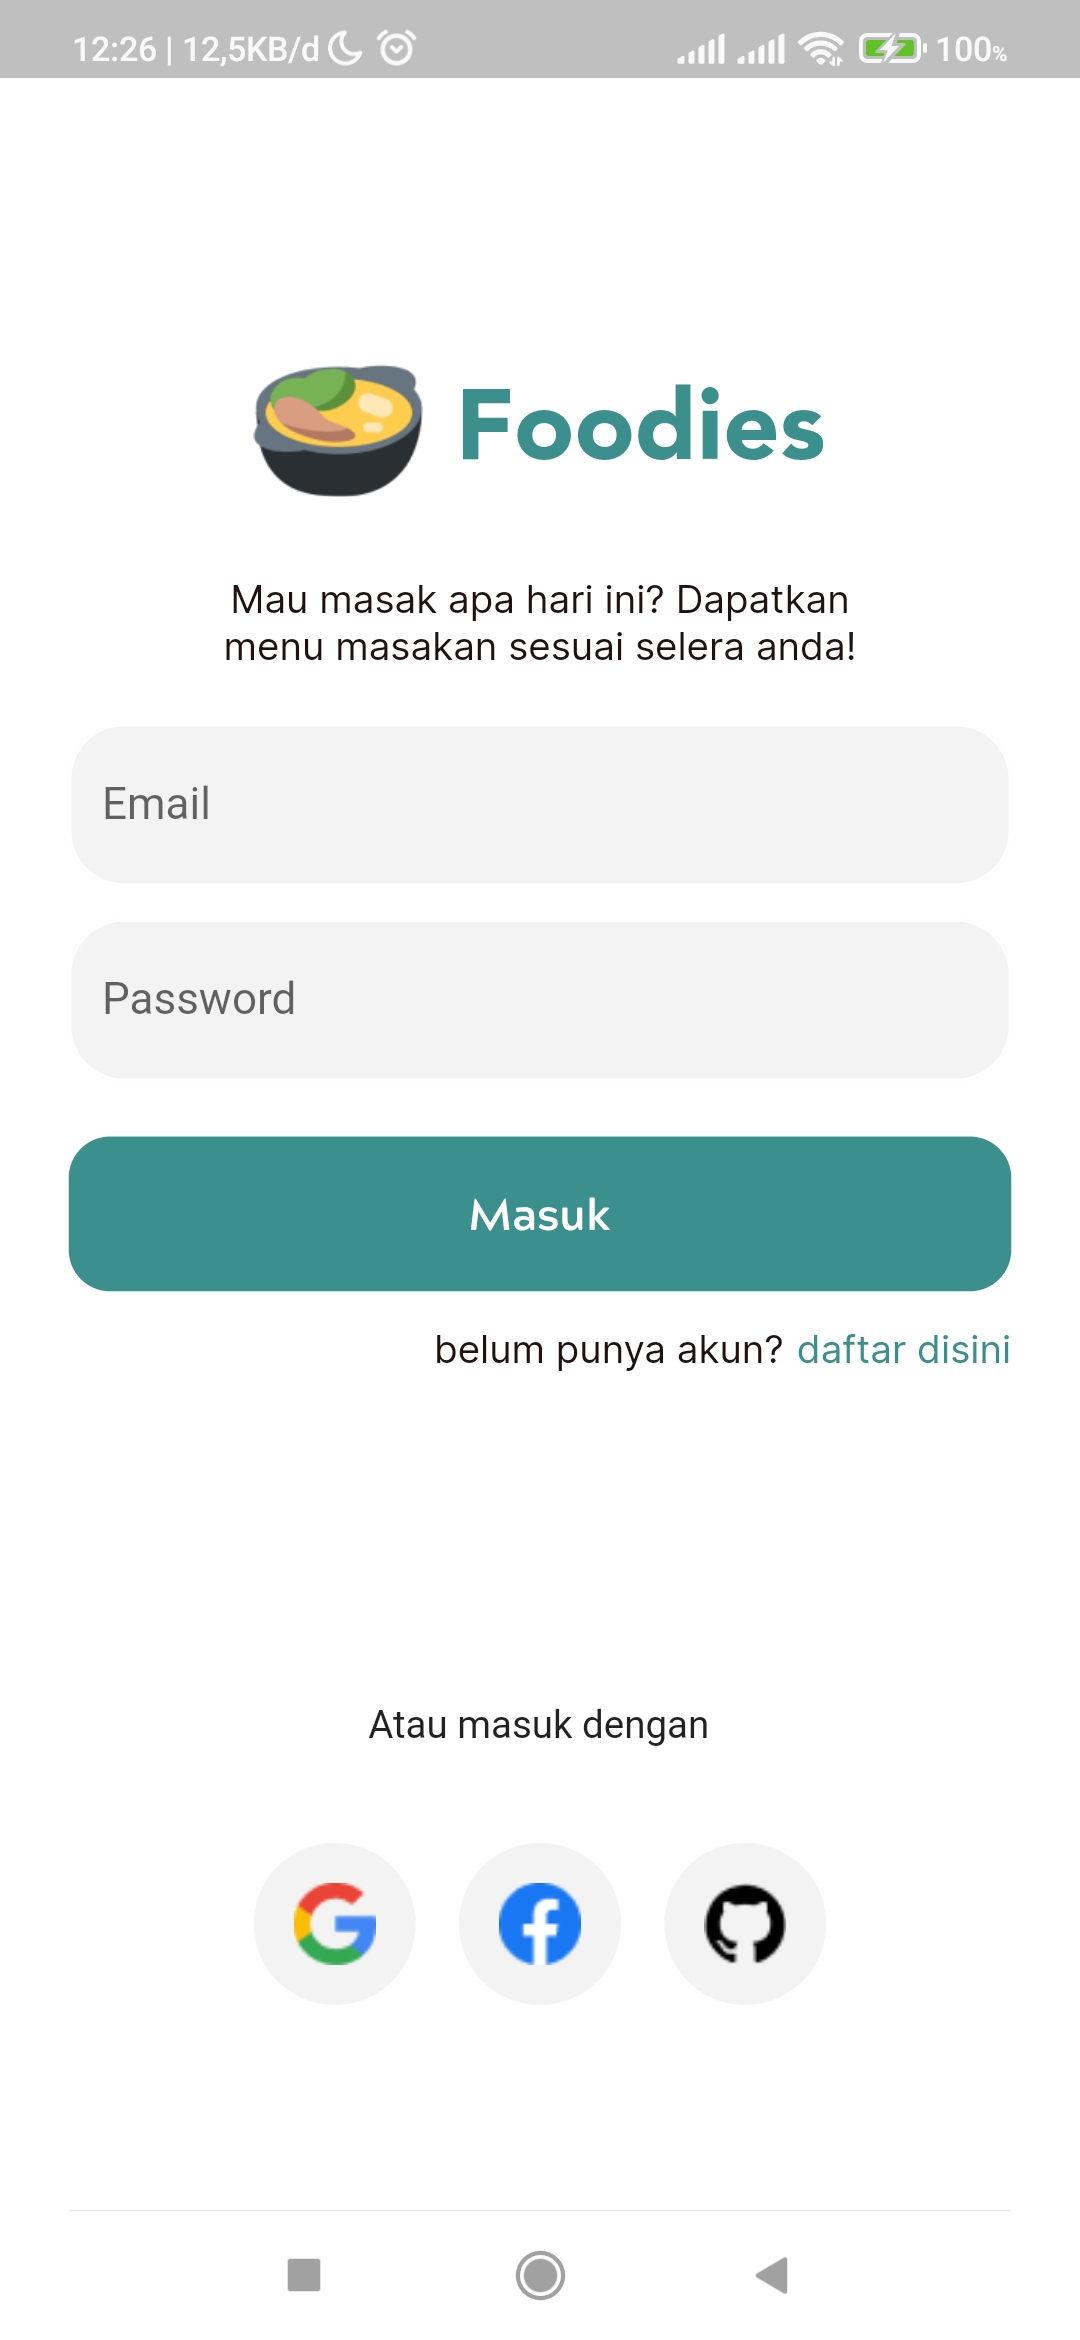 12:26 | 12,5KB/d
100%
Foodies
Mau masak apa hari ini? Dapatkan
menu masakan sesuai selera anda!
Email
Password
Masuk
belum punya akun? daftar disini
Atau masuk dengan